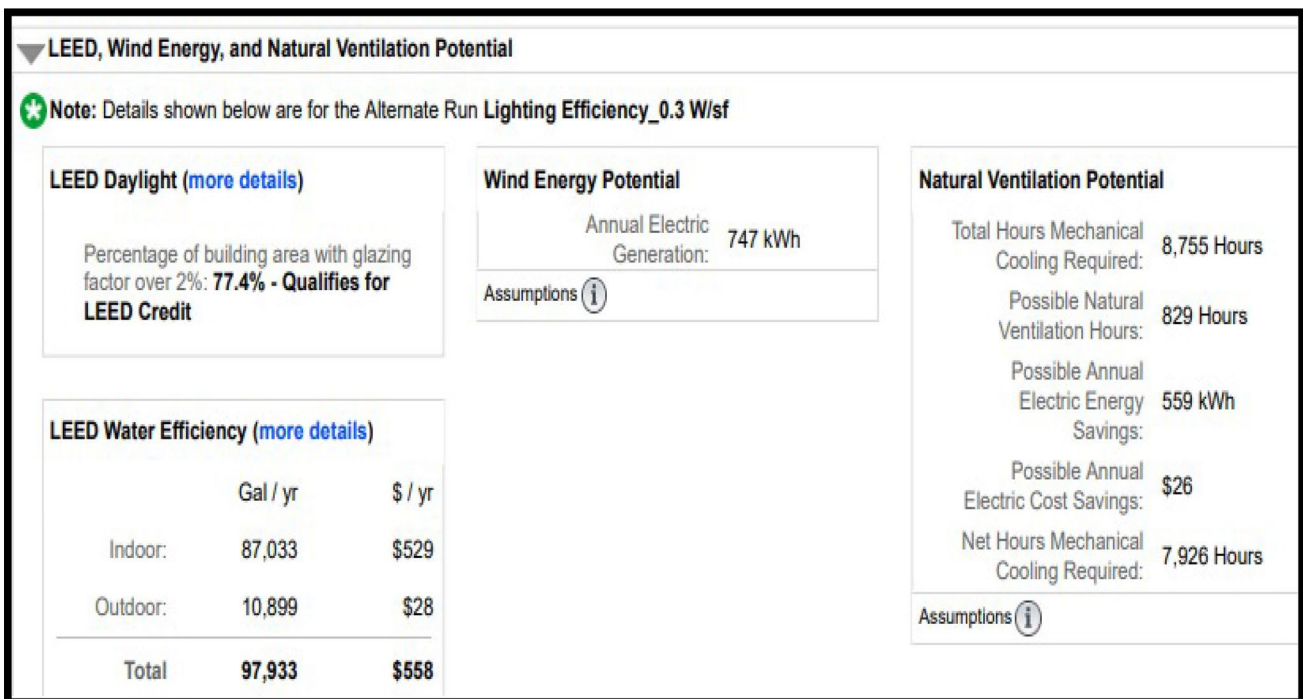 LEED, Wind Energy, and Natural Ventilation Potential
Note: Details shown below are for the Alternate Run Lighting Efficiency_0.3 W/sf
LEED Daylight (more details)
Percentage of building area with glazing
factor over 2%: 77.4% - Qualifies for
LEED Credit
LEED Water Efficiency (more details)
Gal / yr $ / yr
Indoor: 87,033 $529
Outdoor: 10,899 $28
Total 97,933 $558
Wind Energy Potential
Annual Electric
Generation: 747 kWh
Assumptions i
Natural Ventilation Potential
Total Hours Mechanical
Cooling Required: 8,755 Hours
Possible Natural
Ventilation Hours: 829 Hours
Possible Annual
Electric Energy 559 kWh
Savings:
Possible Annual
Electric Cost Savings: $26
Net Hours Mechanical
Cooling Required: 7,926 Hours
Assumptions i